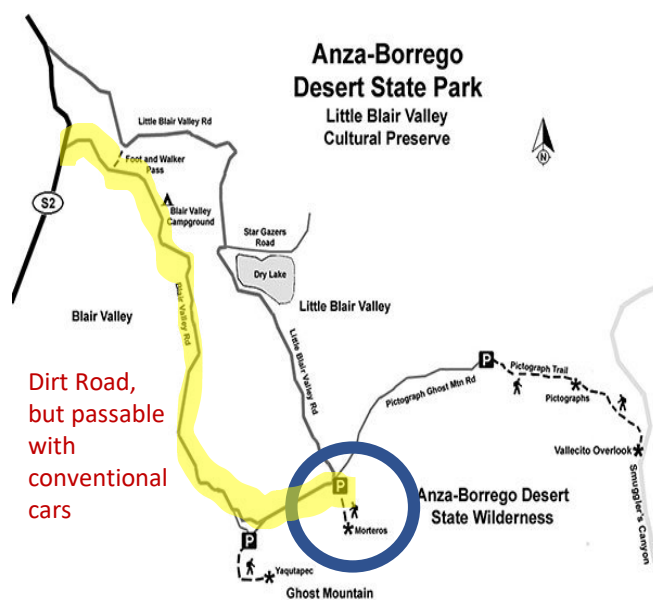 Anza-Borrego
Desert State Park
Little Blair Valley
Cultural Preserve
N
Little Blair Valley Rd
Foot and Walker
Pass
S2
Blair Valley
Campground
Star Gazers
Road
Dry Lake
Blair Valley
Blair Valley Rd
Little Blair Valley
Little Blair Valley Rd
P
Pictograph Trail
Pictograph Ghost Mtn Rd
Pictographs
Dirt Road,
but passable
with
conventional
cars
Vallecito Overlook
P
Anza-Borrego Desert
State Wilderness
Smuggler's Canyon
Morteros
P
Yaqutapec
Ghost Mountain